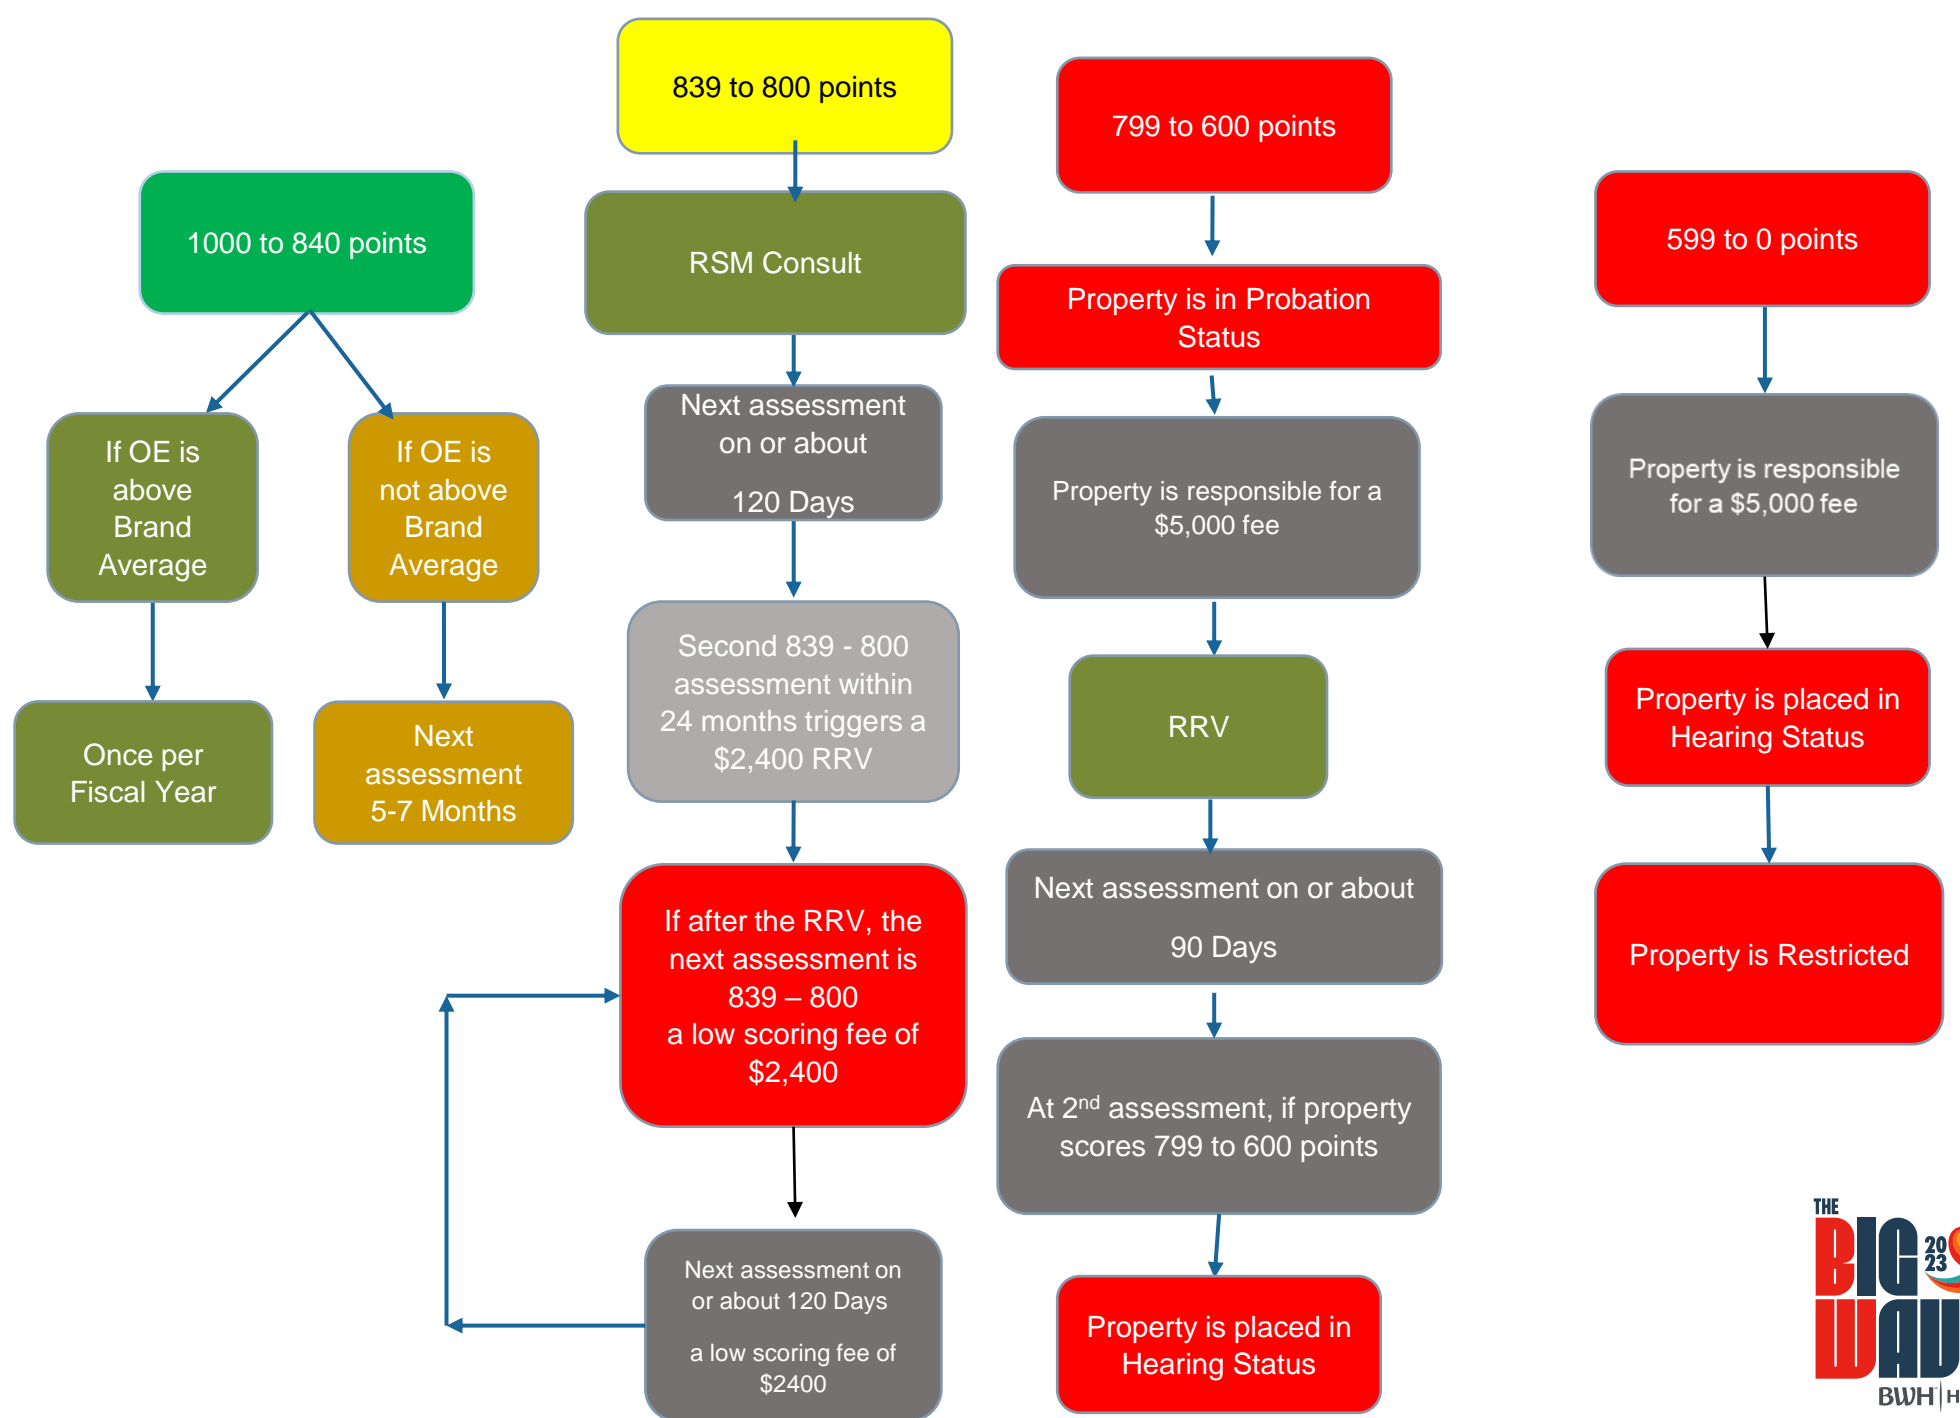 1000 to 840 points
If OE is
above
Brand
Average
Once per
Fiscal Year
If OE is
not above
Brand
Average
Next
assessment
5-7 Months
839 to 800 points
RSM Consult
Next assessment
on or about
120 Days
Second 839 - 800
assessment within
24 months triggers a
$2,400 RRV
If after the RRV, the
next assessment is
839 – 800
a low scoring fee of
$2,400
Next assessment on
or about 120 Days
a low scoring fee of
$2400
799 to 600 points
Property is in Probation
Status
Property is responsible for a
$5,000 fee
RRV
Next assessment on or about
90 Days
At 2nd assessment, if property
scores 799 to 600 points
Property is placed in
Hearing Status
599 to 0 points
Property is responsible
for a $5,000 fee
Property is placed in
Hearing Status
Property is Restricted
THE
BIG
20
23
BWH